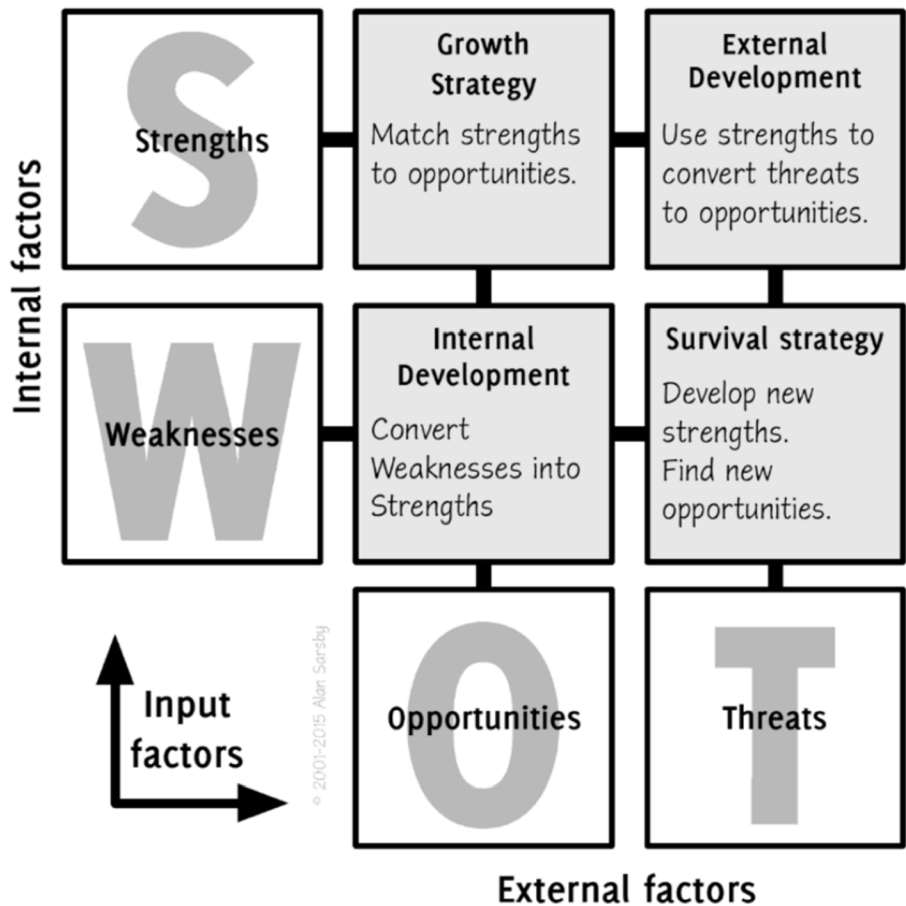 Internal factors
S
Strengths
Growth
Strategy
Match strengths
to opportunities.
External
Development
Use strengths to
convert threats
to opportunities.
W
Weaknesses
Internal
Development
Convert
Weaknesses into
Strengths
Survival strategy
Develop new
strengths.
Find new
opportunities.
Input
factors
© 2001-2015 Alan Sarsby
O
Opportunities
T
Threats
External factors